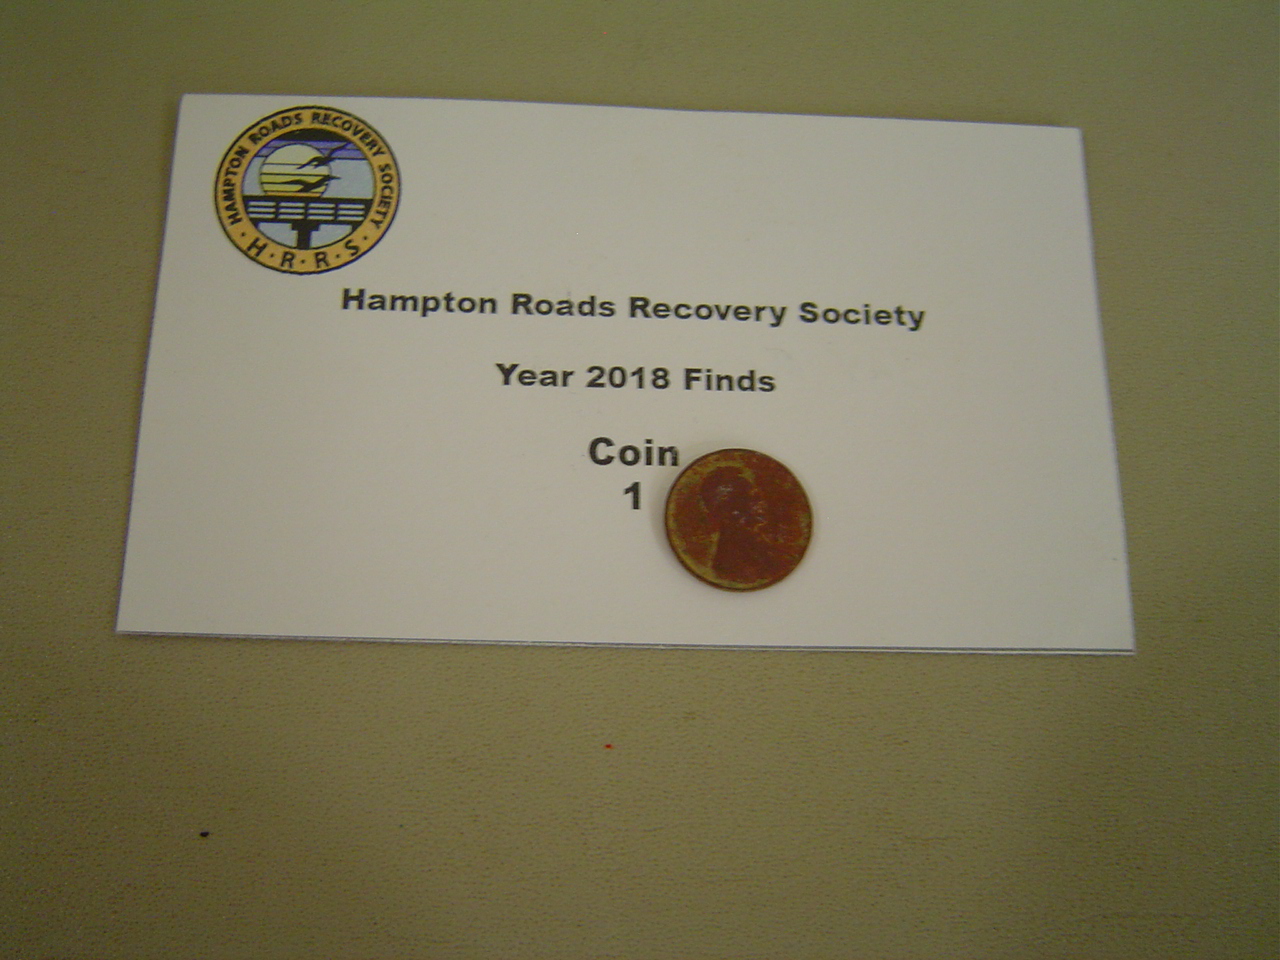 HAMPTON ROADS RECOVERY SOCIETY
· H · R · R · S ·
Hampton Roads Recovery Society
Year 2018 Finds
Coin
1